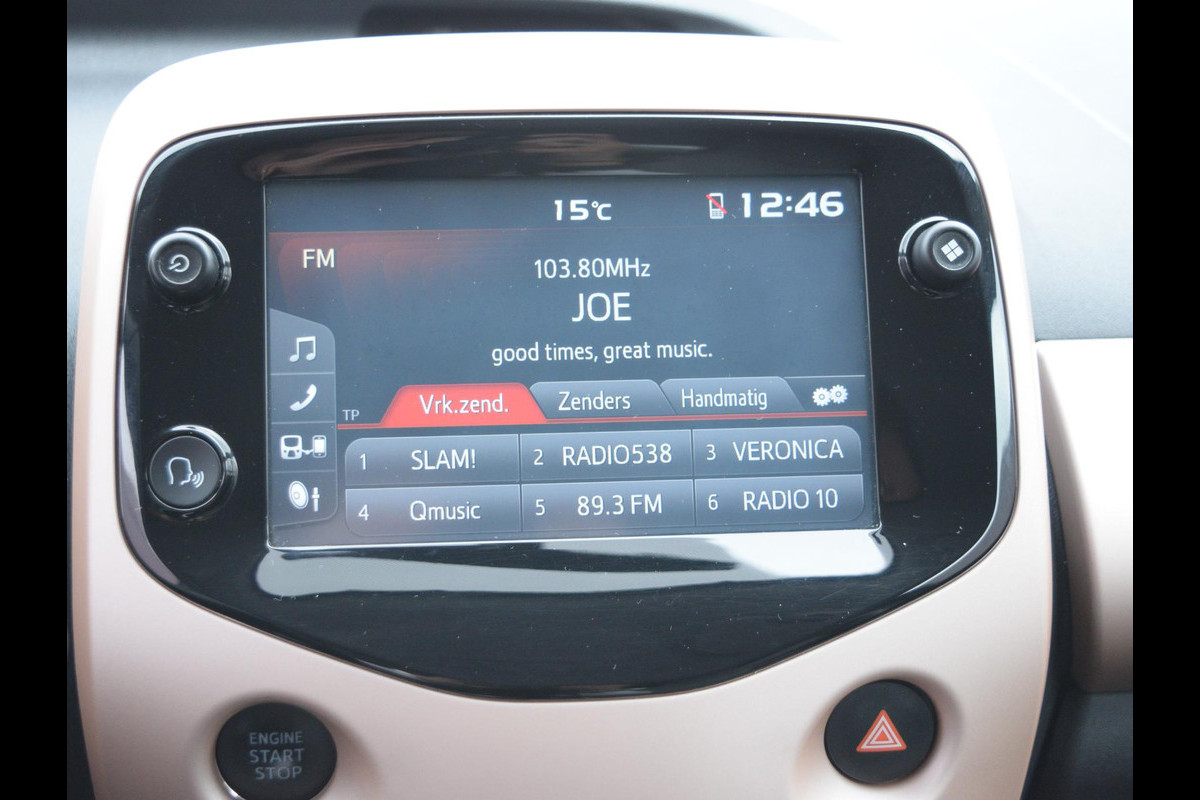 15°C 12:46
FM
103.80MHz
JOE
good times, great music.
TP Vrk.zend. Zenders Handmatig
1 SLAM! 2 RADIO538 3 VERONICA
4 Qmusic 5 89.3 FM 6 RADIO 10
ENGINE
START
STOP